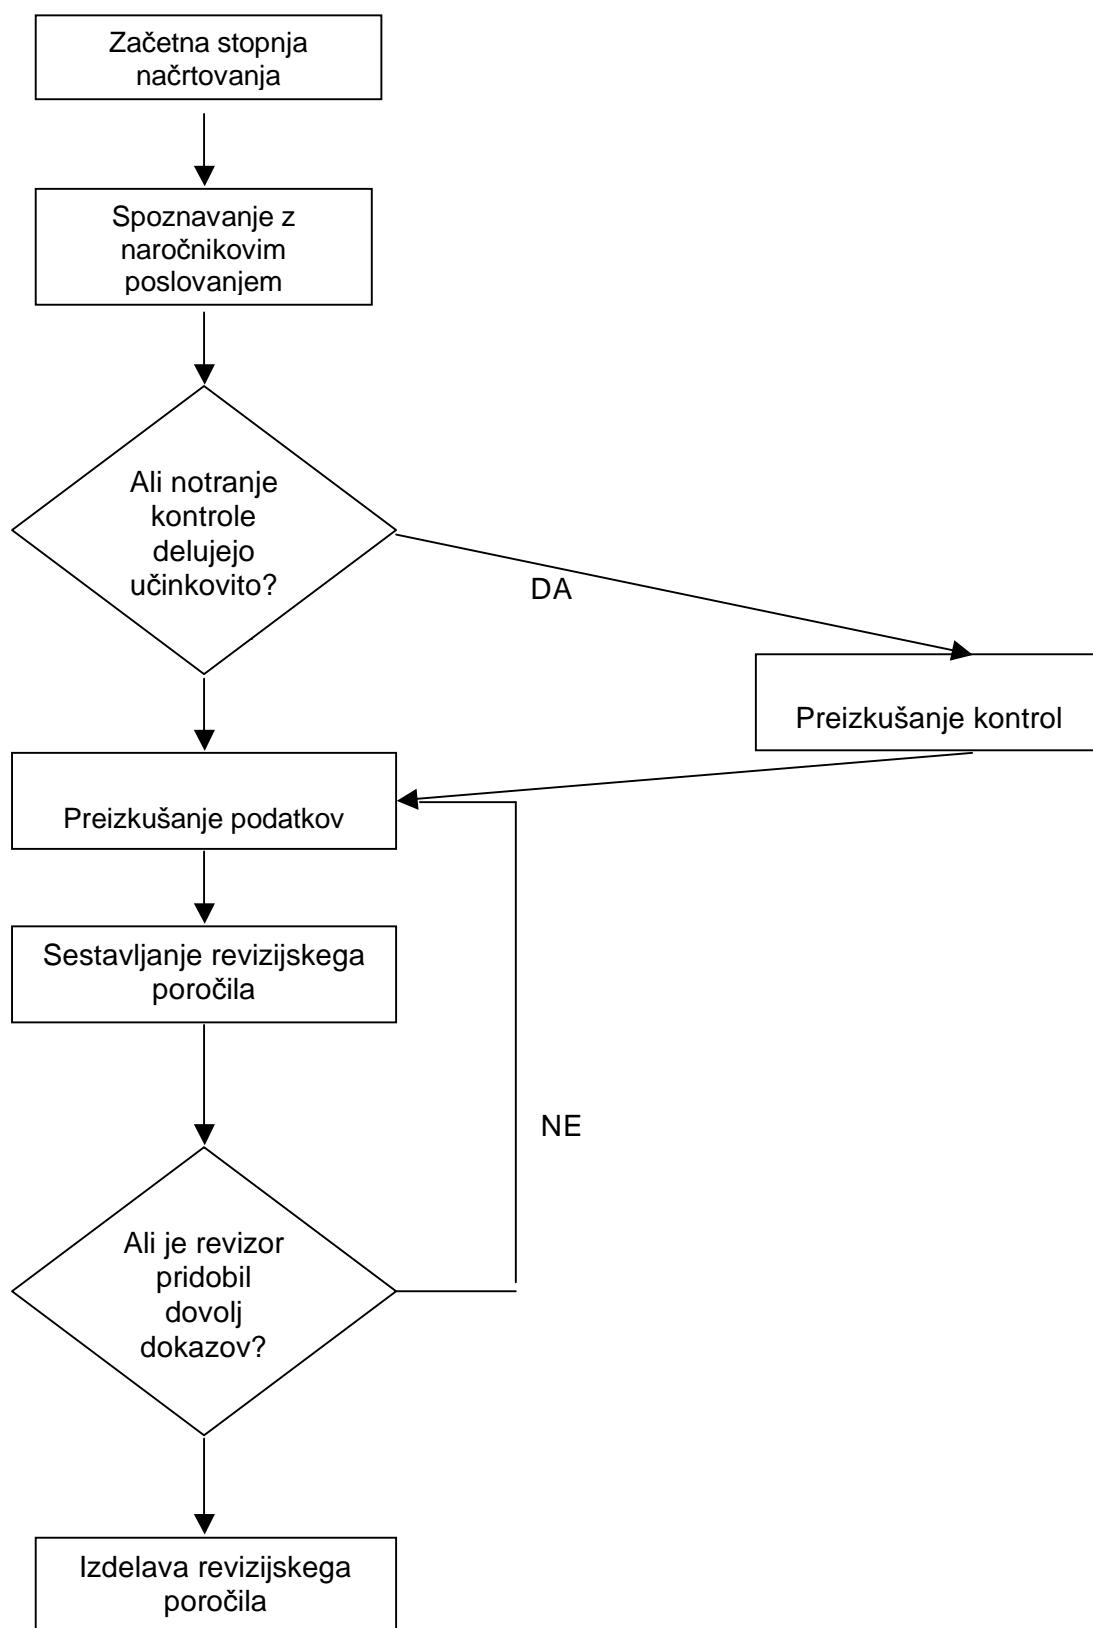 Začetna stopnja
načrtovanja
Spoznavanje z
naročnikovim
poslovanjem
Ali notranje
kontrole
delujejo
učinkovito?
DA
Preizkušanje kontrol
Preizkušanje podatkov
Sestavljanje revizijskega
poročila
NE
Ali je revizor
pridobil
dovolj
dokazov?
Izdelava revizijskega
poročila